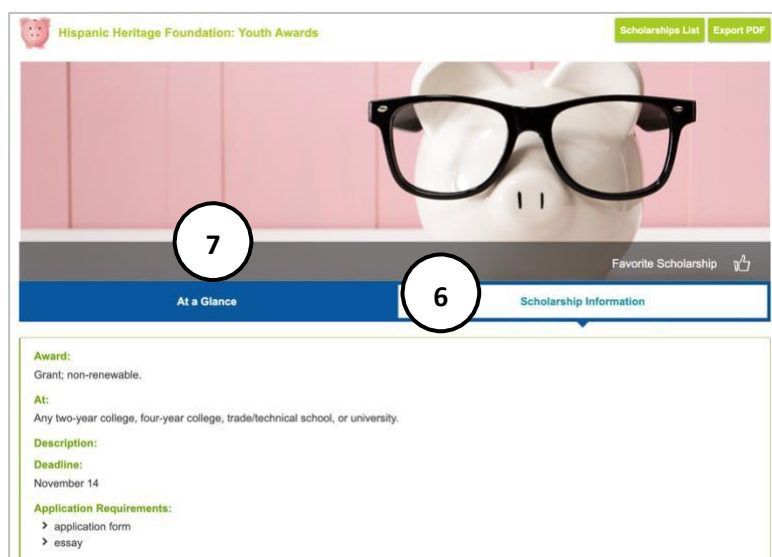 Hispanic Heritage Foundation: Youth Awards
Scholarships List
Export PDF
7
Favorite Scholarship
At a Glance
6
Scholarship Information
Award:
Grant; non-renewable.
At:
Any two-year college, four-year college, trade/technical school, or university.
Description:
Deadline:
November 14
Application Requirements:
application form
essay